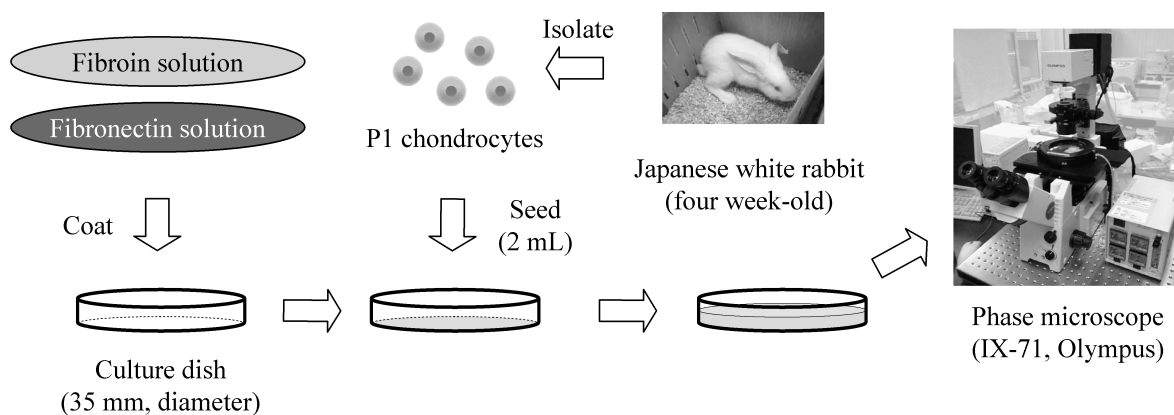 Fibroin solution
Fibronectin solution
Isolate
P1 chondrocytes
Japanese white rabbit
(four week-old)
Coat
Seed
(2 mL)
Culture dish
(35 mm, diameter)
Phase microscope
(IX-71, Olympus)